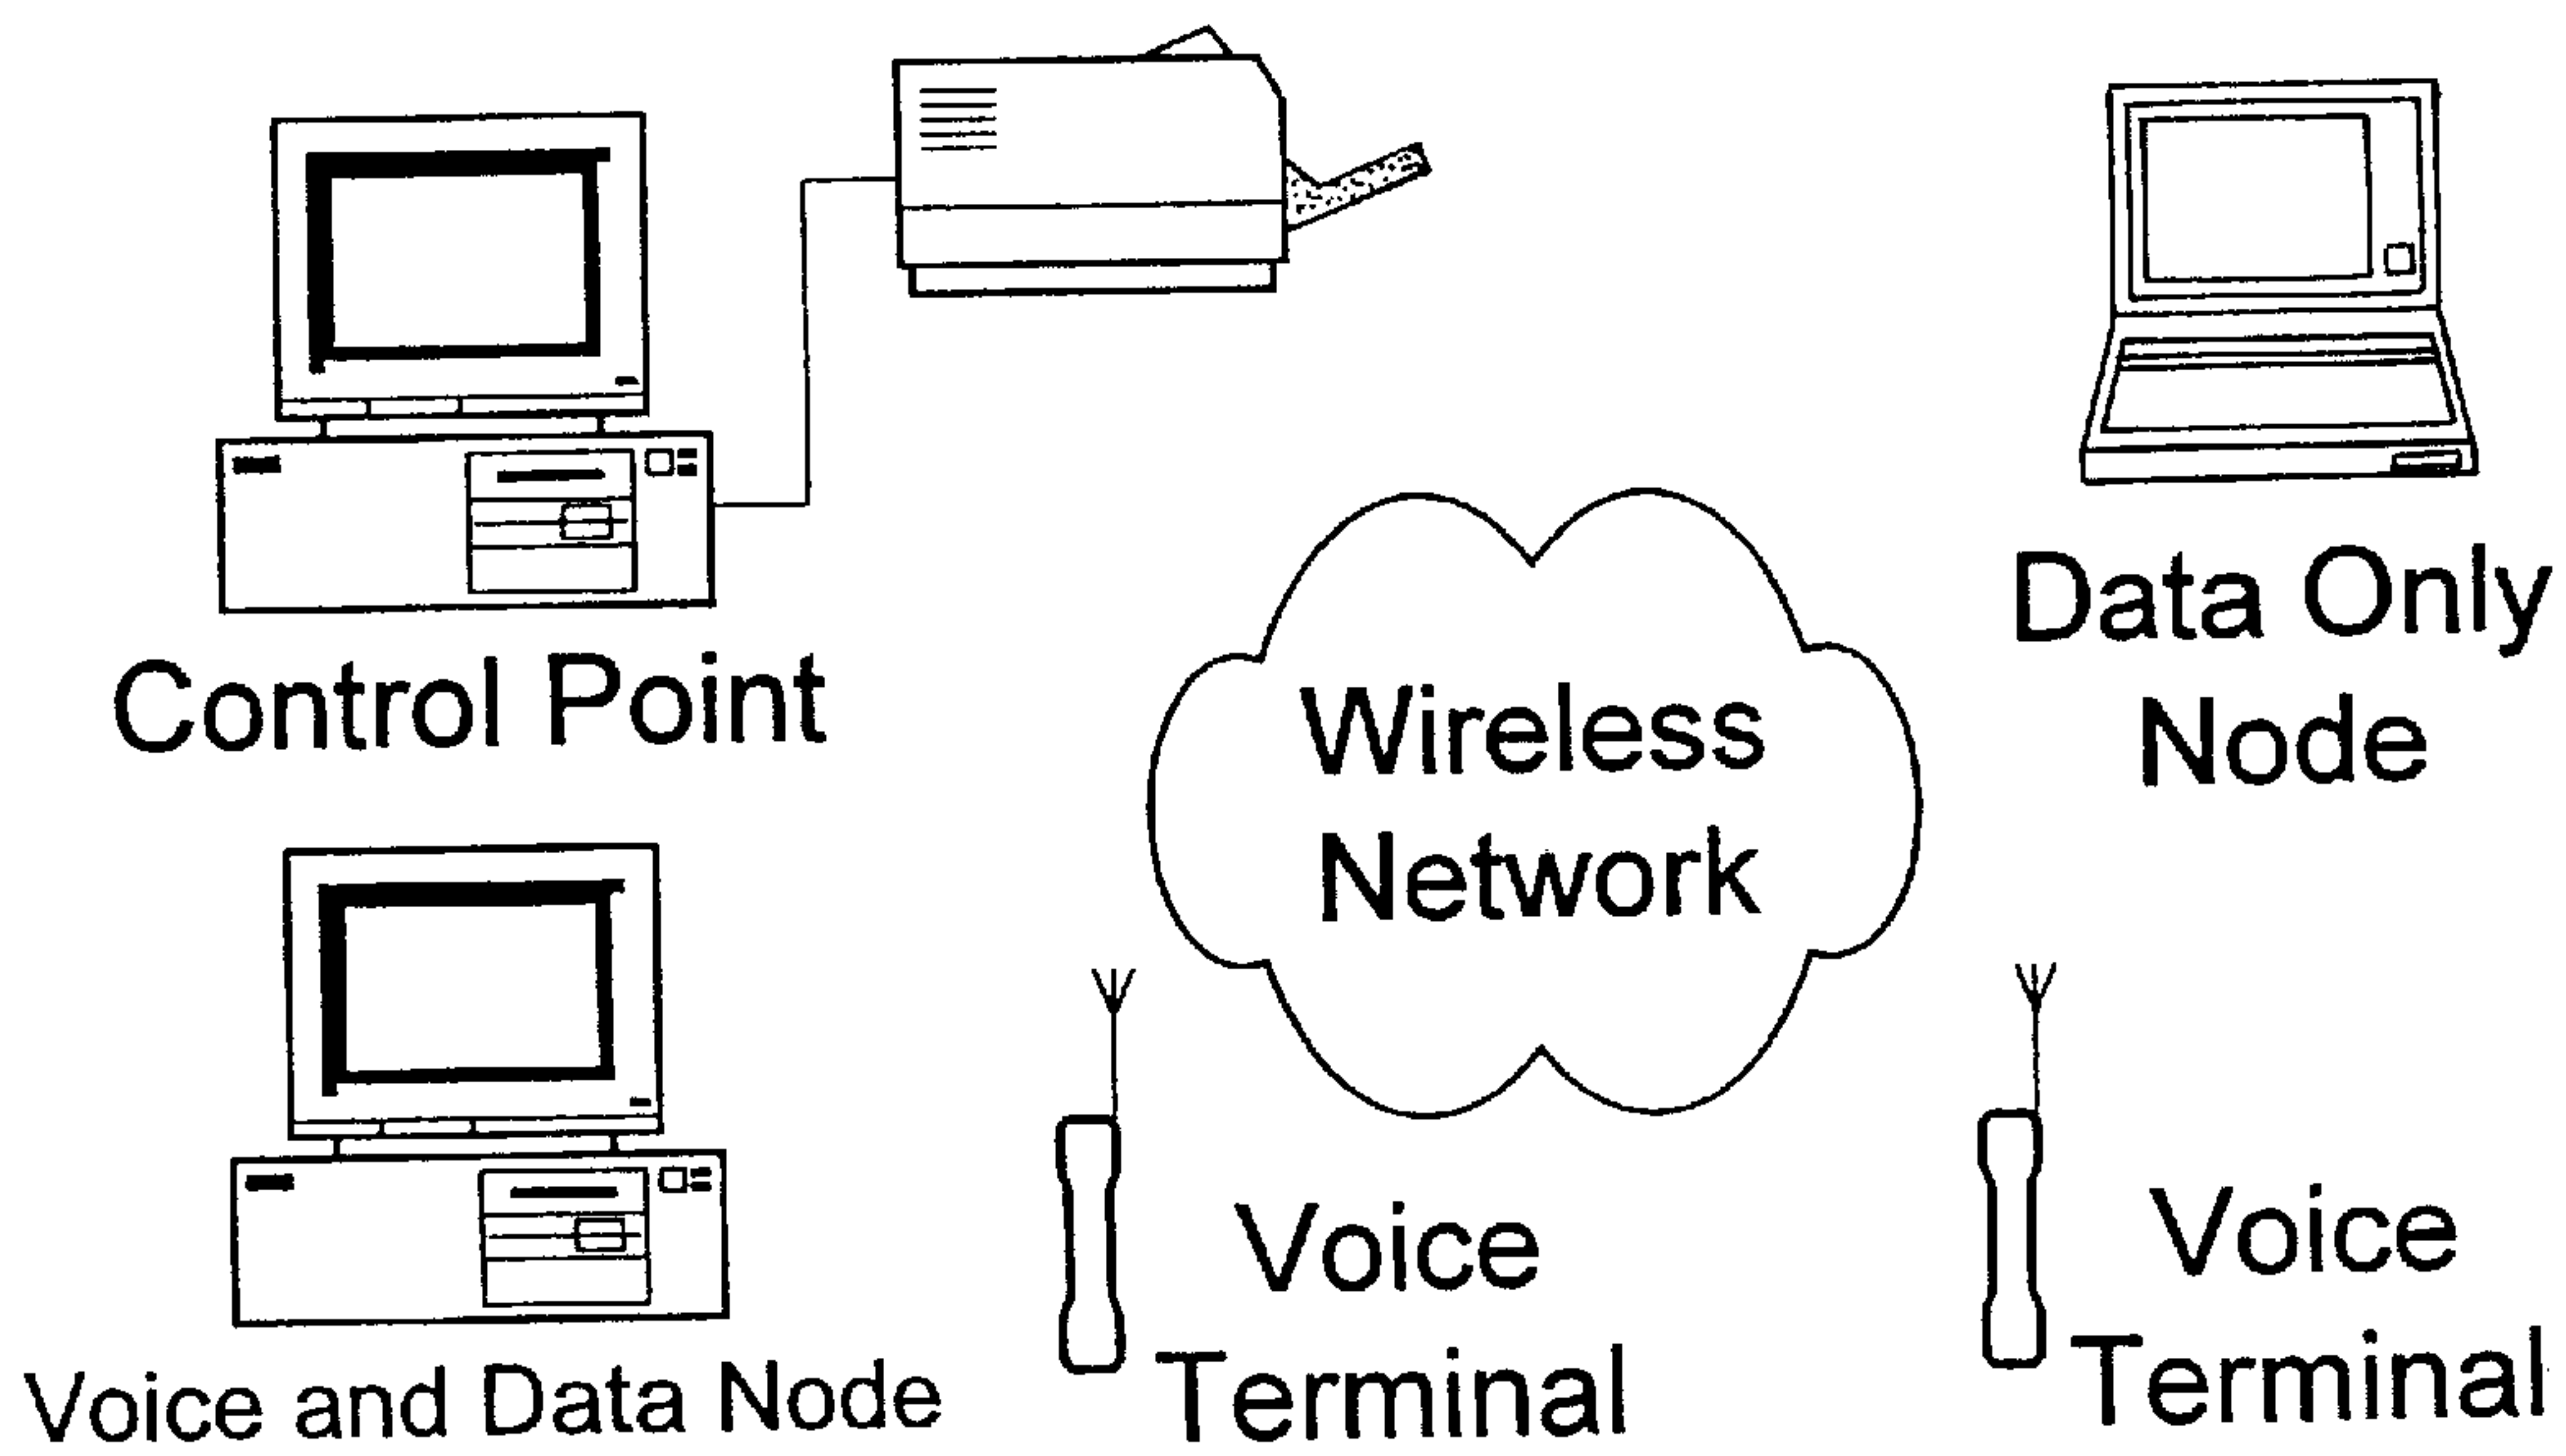 Control Point
Data Only
Node
Wireless
Network
Voice and Data Node
Voice
Terminal
Voice
Terminal